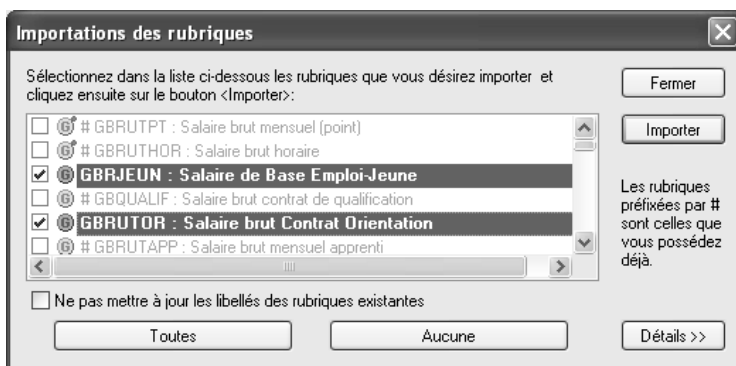 Importations des rubriques
Sélectionnez dans la liste ci-dessous les rubriques que vous désirez importer et
cliquez ensuite sur le bouton <Importer>:
Fermer
# GBRUTPT : Salaire brut mensuel (point)
# GBRUTHOR : Salaire brut horaire
Importer
GBRJEUN : Salaire de Base Emploi-Jeune
# GBQUALIF : Salaire brut contrat de qualification
GBRUTOR : Salaire brut Contrat Orientation
# GBRUTAPP : Salaire brut mensuel apprenti
Les rubriques
préfixées par #
sont celles que
vous possédez
déjà.
Ne pas mettre à jour les libellés des rubriques existantes
Toutes
Aucune
Détails >>